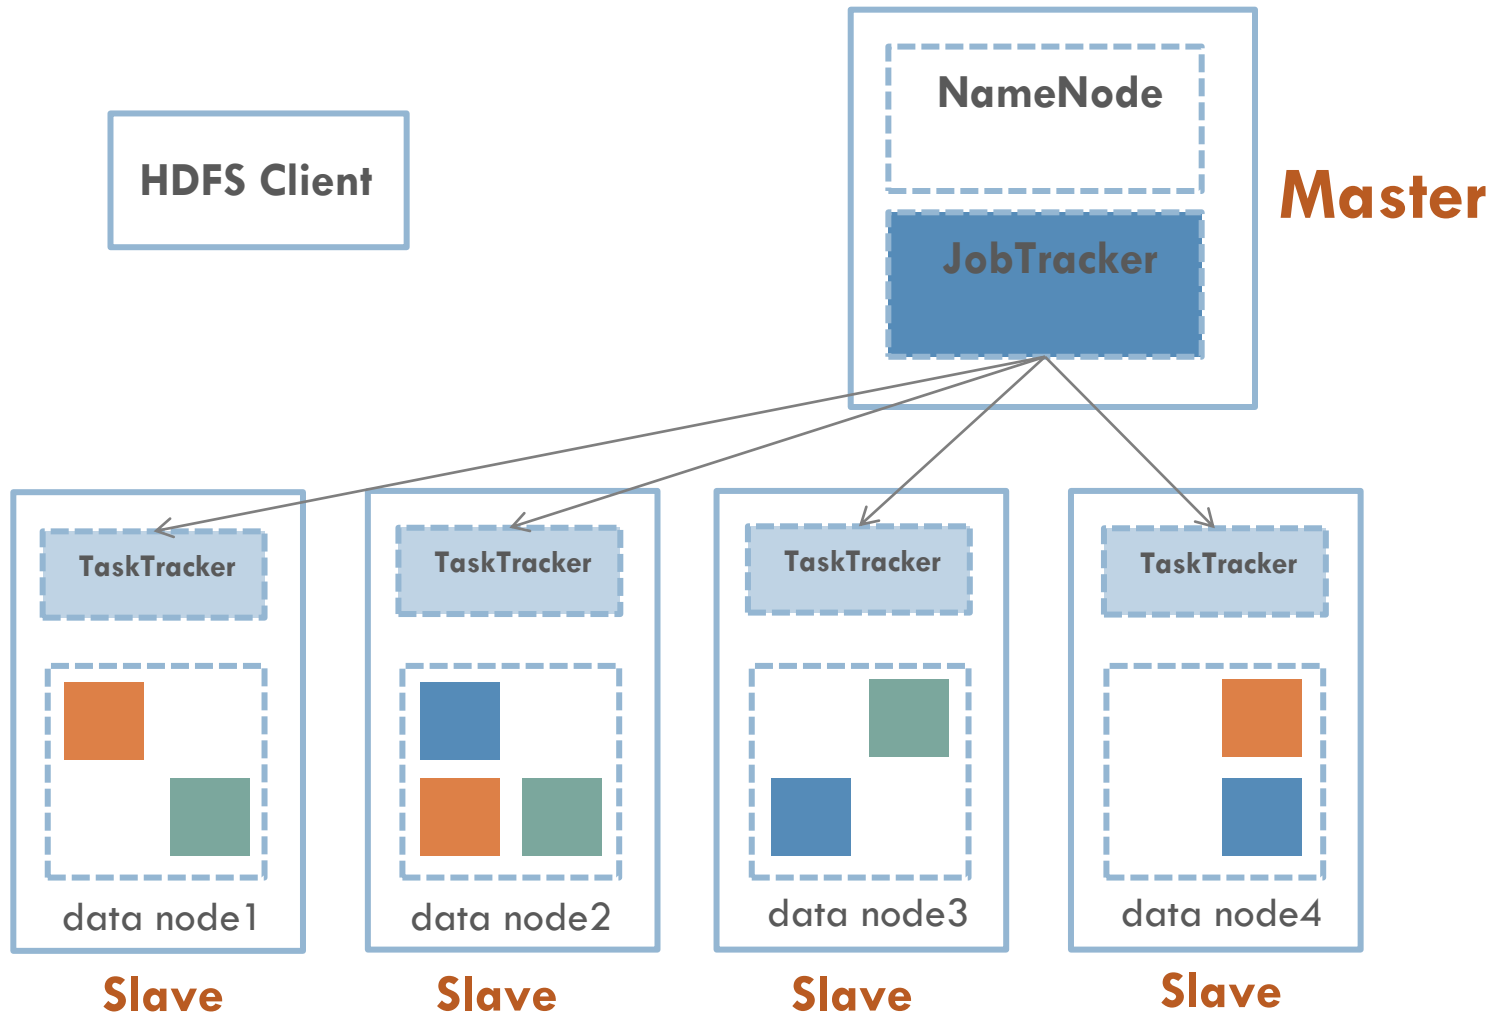 NameNode
HDFS Client
Master
JobTracker
TaskTracker
TaskTracker
TaskTracker
TaskTracker
data node1
data node2
data node3
data node4
Slave
Slave
Slave
Slave